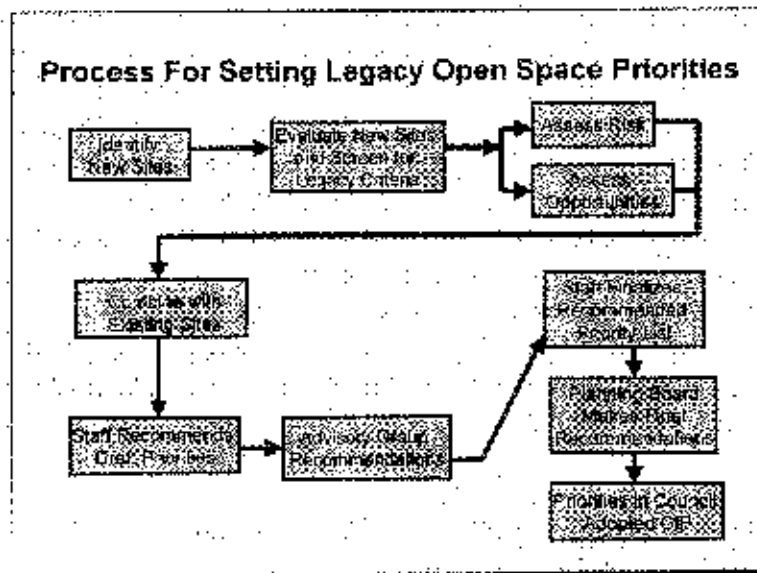 Process For Setting Legacy Open Space Priorities
Identify
New Sites
Evaluate New Sites
and Screen for
Legacy Criteria
Assess Risk
Assess
Opportunities
with
Existing Sites
Staff Finalizes
Recommended
Priority List
Staff Recommends
Draft Priorities
Advisory Group
Recommendations
Planning Board
Makes Final
Recommendations
Priorities in Council
Adopted CIP